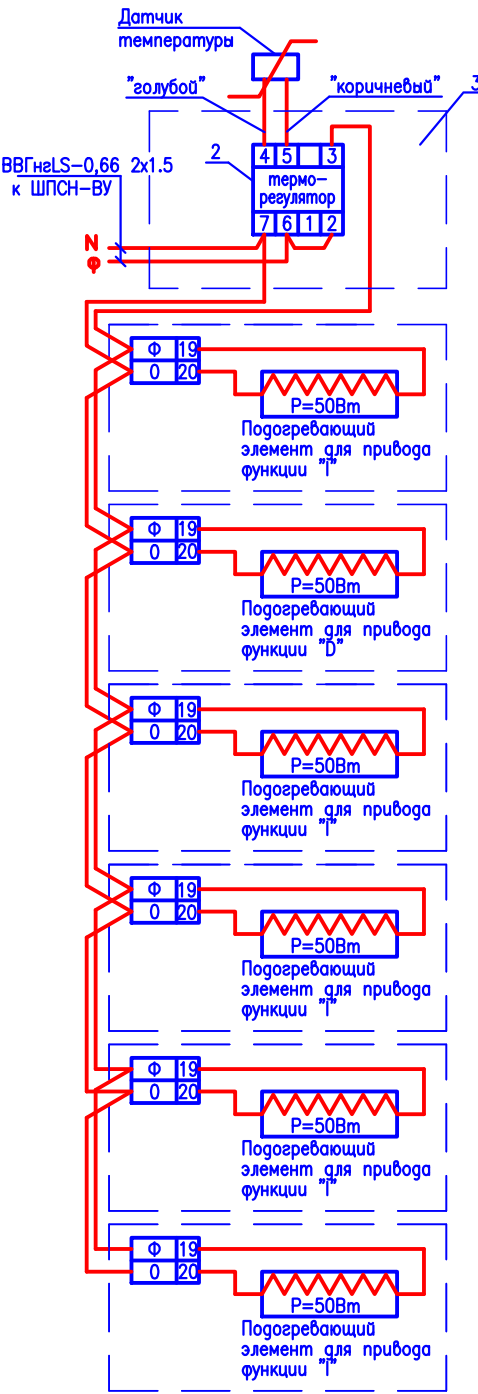 Датчик
температуры
"голубой"
"коричневый"
3
ВВГнгLS-0,66 2x1.5
к ШПСН-ВУ
2
4 5 3
термо-
регулятор
7 6 1 2
N
φ
Ф 19
0 20
P=50Вт
Подогревающий
элемент для привода
функции "i"
Ф 19
0 20
P=50Вт
Подогревающий
элемент для привода
функции "D"
Ф 19
0 20
P=50Вт
Подогревающий
элемент для привода
функции "i"
Ф 19
0 20
P=50Вт
Подогревающий
элемент для привода
функции "i"
Ф 19
0 20
P=50Вт
Подогревающий
элемент для привода
функции "i"
Ф 19
0 20
P=50Вт
Подогревающий
элемент для привода
функции "i"